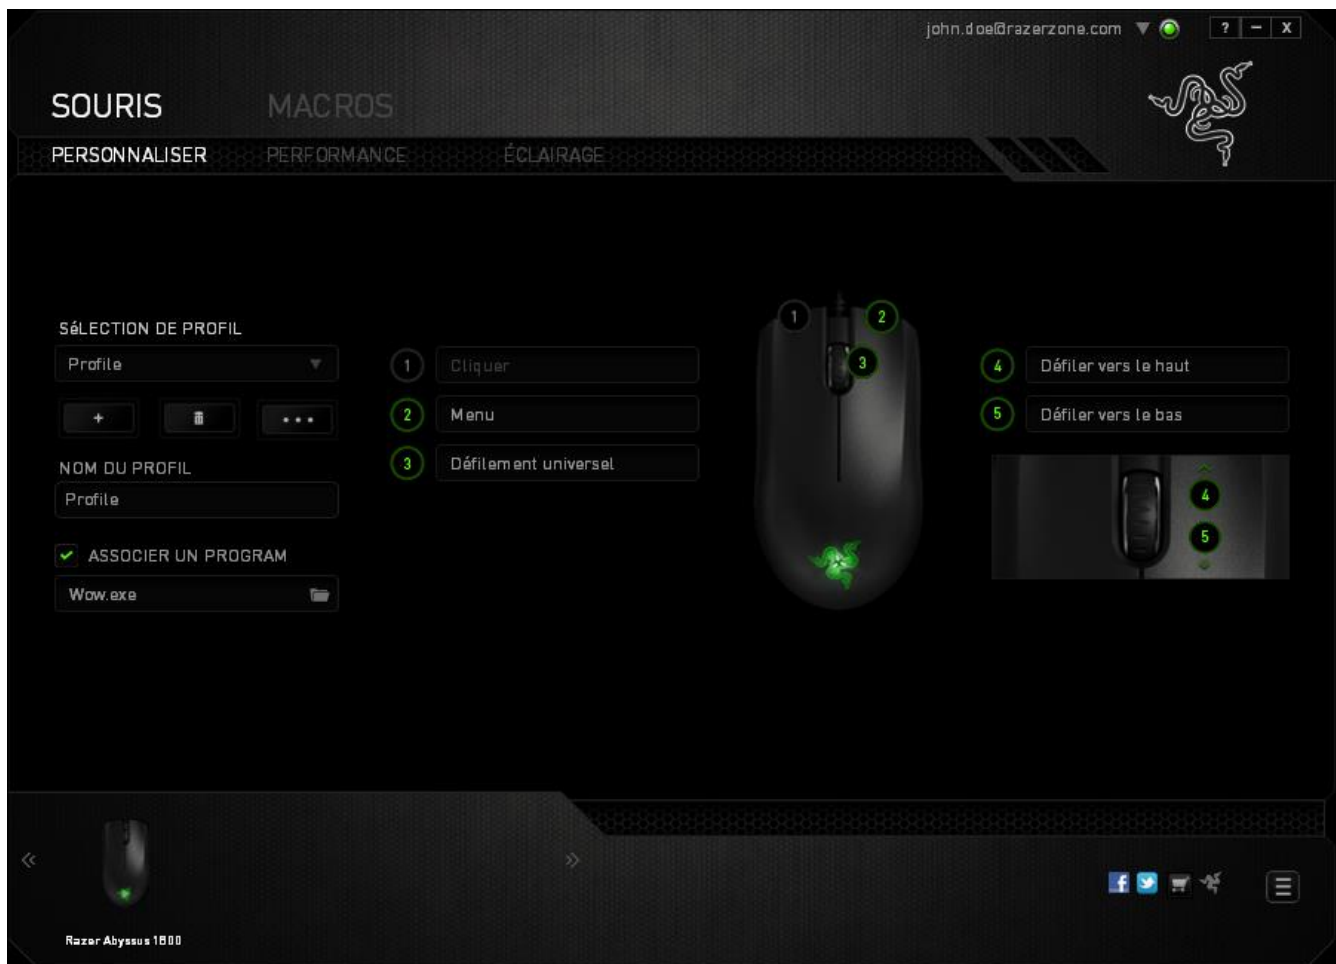 john.doe@razerzone.com
? – X
SOURIS MACROS
PERSONNALISER PERFORMANCE ÉCLAIRAGE
SéLECTION DE PROFIL
Profile
+ •••
NOM DU PROFIL
Profile
ASSOCIER UN PROGRAM
Wow.exe
1 Cliquer
2 Menu
3 Défilement universel
1
2
3
4 Défiler vers le haut
5 Défiler vers le bas
4
5
Razer Abyssus 1800